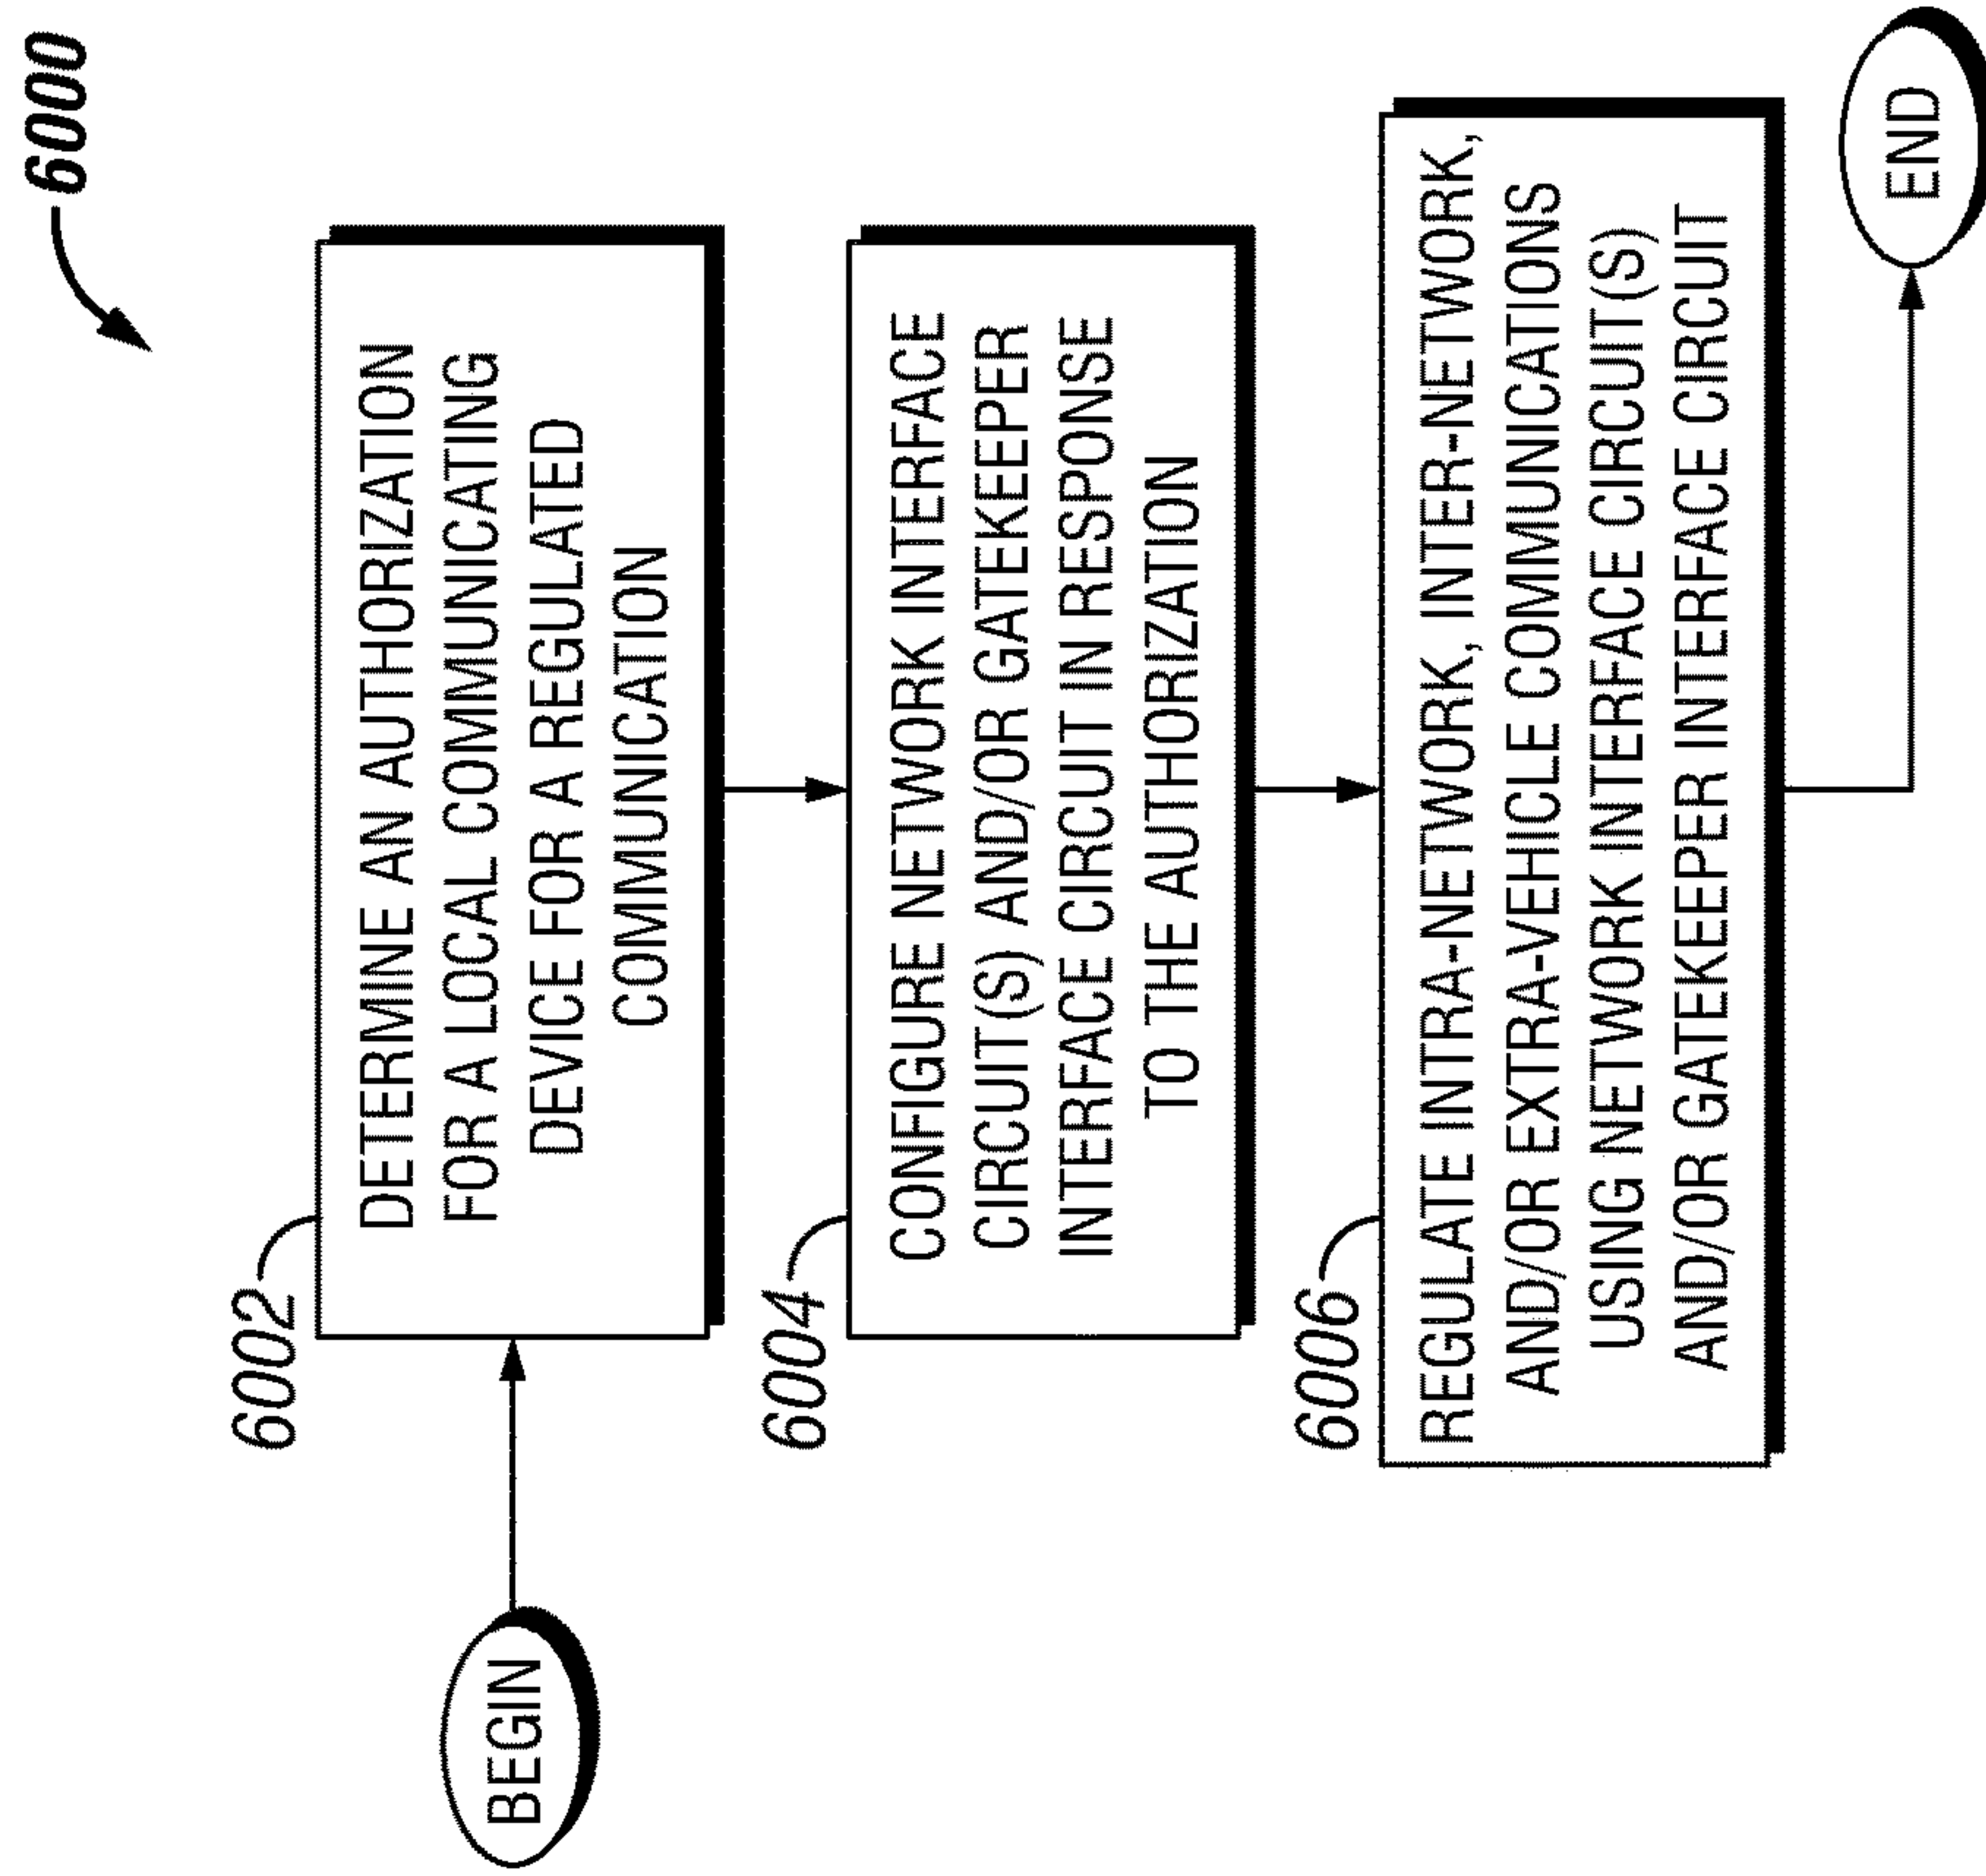 6000
BEGIN
6002
DETERMINE AN AUTHORIZATION
FOR A LOCAL COMMUNICATING
DEVICE FOR A REGULATED
COMMUNICATION
6004
CONFIGURE NETWORK INTERFACE
CIRCUIT(S) AND/OR GATEKEEPER
INTERFACE CIRCUIT IN RESPONSE
TO THE AUTHORIZATION
6006
REGULATE INTRA-NETWORK, INTER-NETWORK,
AND/OR EXTRA-VEHICLE COMMUNICATIONS
USING NETWORK INTERFACE CIRCUIT(S)
AND/OR GATEKEEPER INTERFACE CIRCUIT
END